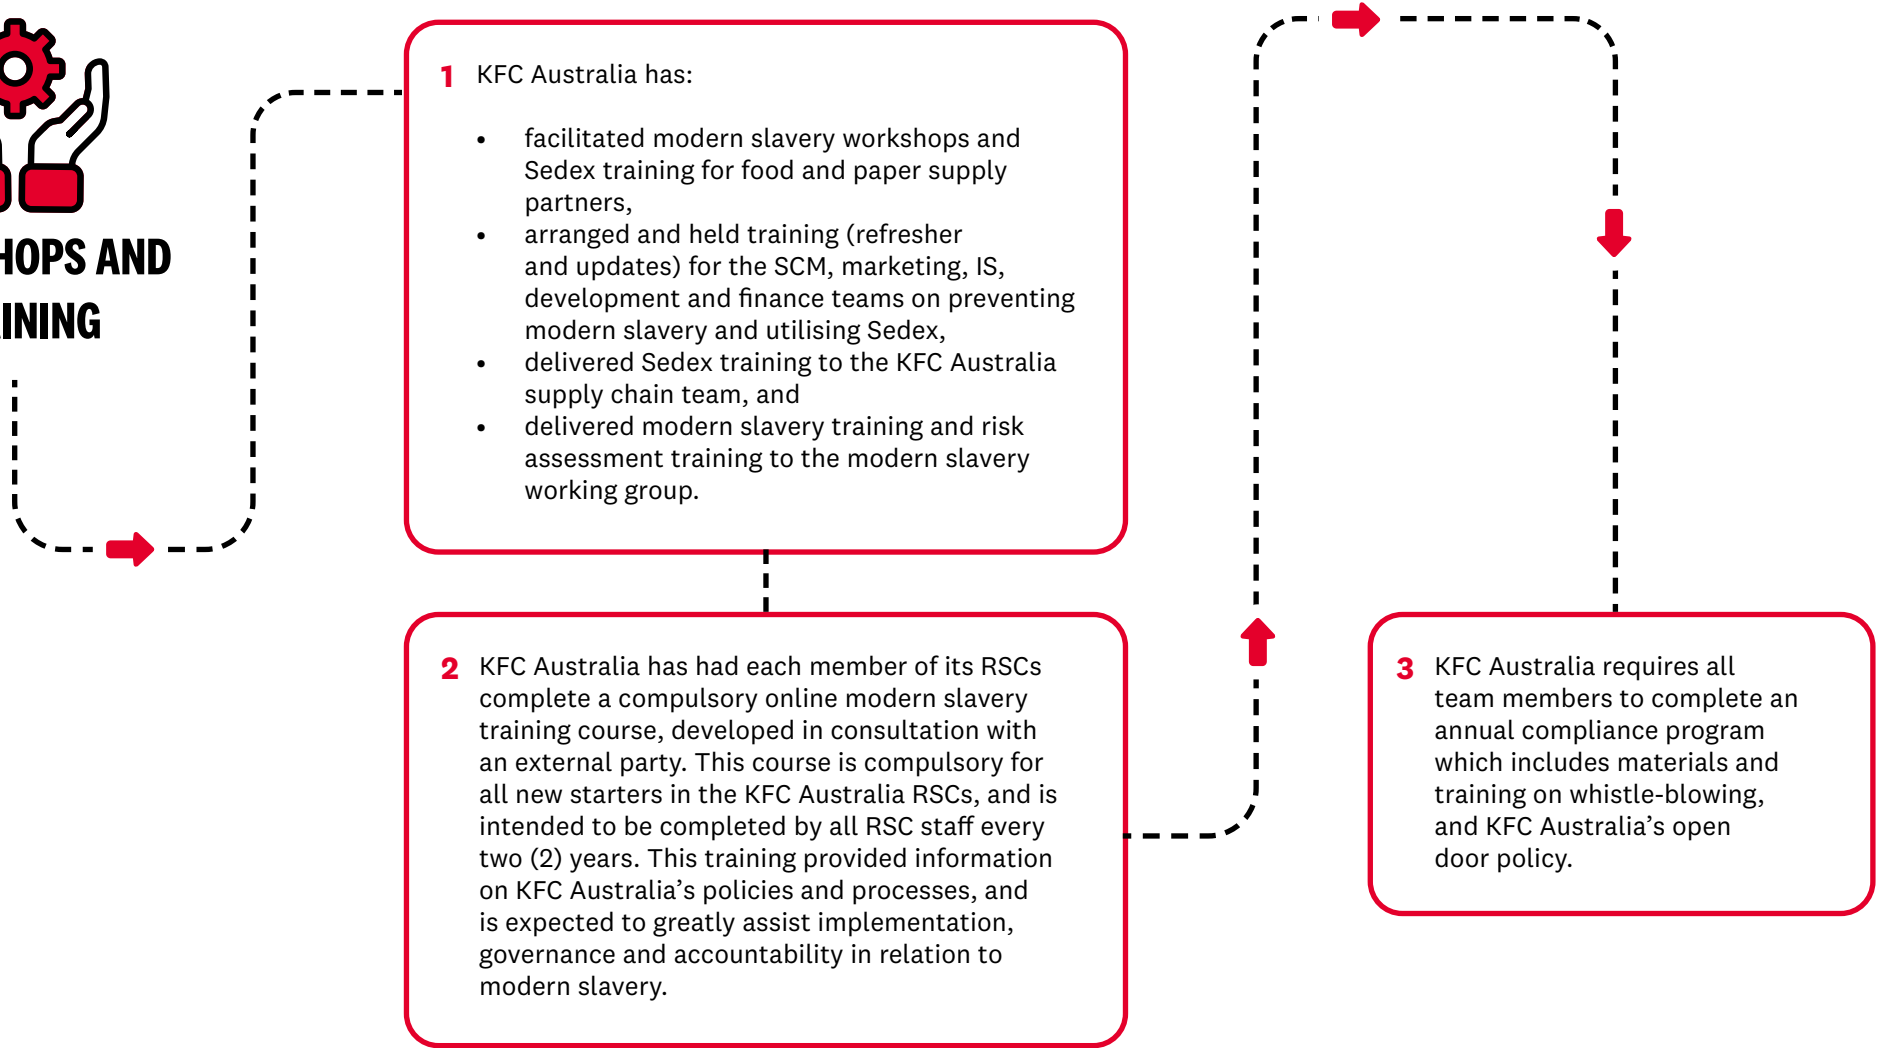 HOPS AND
INING
1 KFC Australia has:
• facilitated modern slavery workshops and
Sedex training for food and paper supply
partners,
• arranged and held training (refresher
and updates) for the SCM, marketing, IS,
development and finance teams on preventing
modern slavery and utilising Sedex,
• delivered Sedex training to the KFC Australia
supply chain team, and
• delivered modern slavery training and risk
assessment training to the modern slavery
working group.
2 KFC Australia has had each member of its RSCs
complete a compulsory online modern slavery
training course, developed in consultation with
an external party. This course is compulsory for
all new starters in the KFC Australia RSCs, and is
intended to be completed by all RSC staff every
two (2) years. This training provided information
on KFC Australia’s policies and processes, and
is expected to greatly assist implementation,
governance and accountability in relation to
modern slavery.
3 KFC Australia requires all
team members to complete an
annual compliance program
which includes materials and
training on whistle-blowing,
and KFC Australia’s open
door policy.